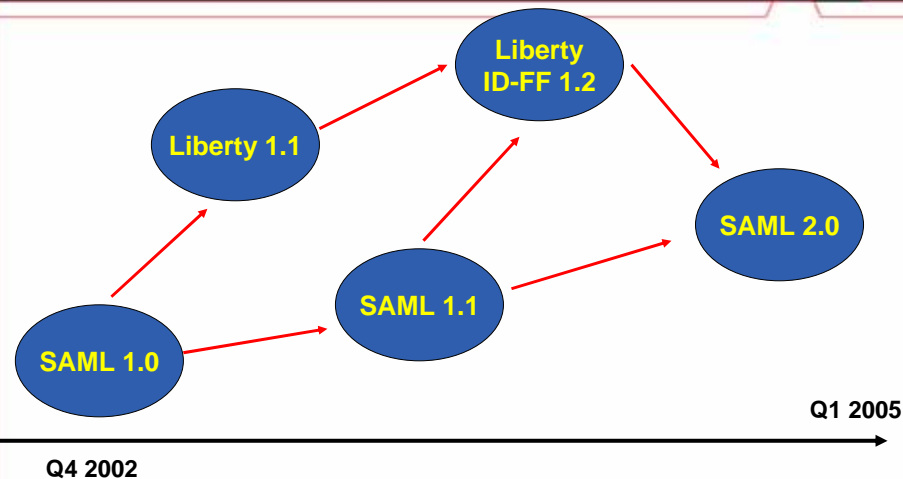 Liberty
ID-FF 1.2
Liberty 1.1
SAML 2.0
SAML 1.1
SAML 1.0
Q1 2005
Q4 2002